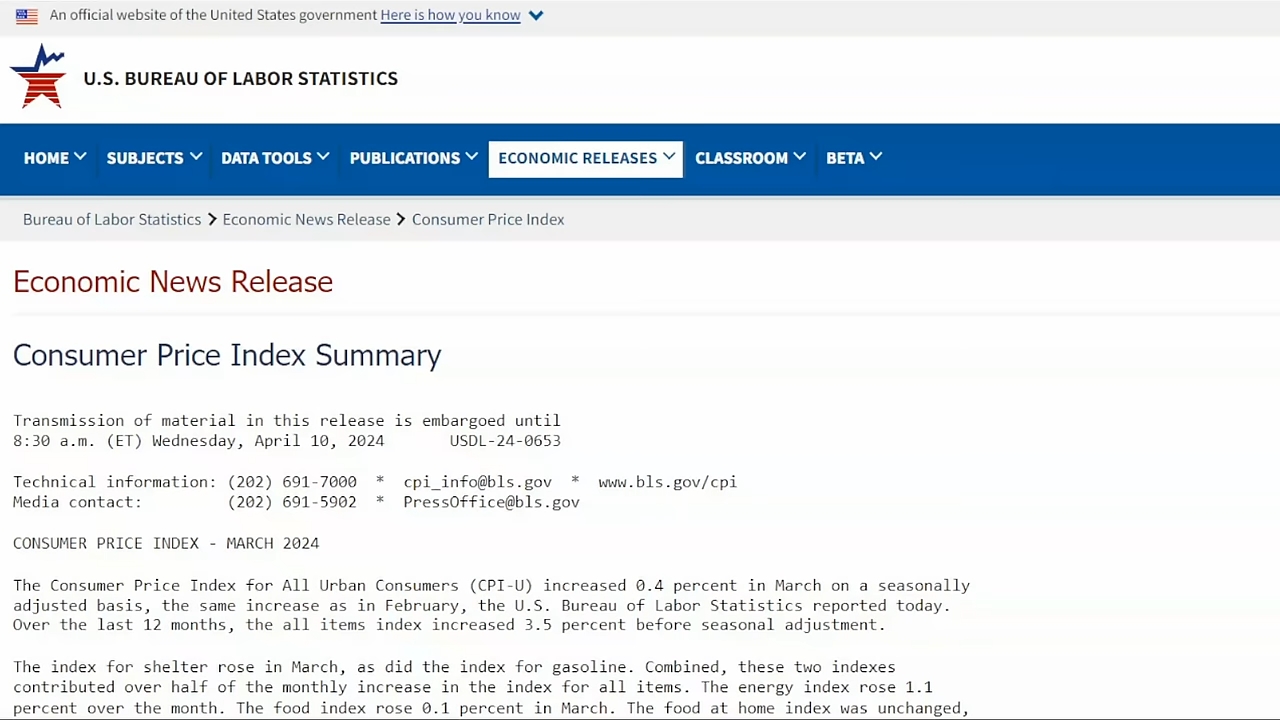 An official website of the United States government Here is how you know
U.S. BUREAU OF LABOR STATISTICS
HOME SUBJECTS DATA TOOLS PUBLICATIONS ECONOMIC RELEASES CLASSROOM BETA
Bureau of Labor Statistics > Economic News Release > Consumer Price Index
Economic News Release
Consumer Price Index Summary
Transmission of material in this release is embargoed until
8:30 a.m. (ET) Wednesday, April 10, 2024 USDL-24-0653
Technical information: (202) 691-7000 * cpi_info@bls.gov * www.bls.gov/cpi
Media contact: (202) 691-5902 * PressOffice@bls.gov
CONSUMER PRICE INDEX - MARCH 2024
The Consumer Price Index for All Urban Consumers (CPI-U) increased 0.4 percent in March on a seasonally
adjusted basis, the same increase as in February, the U.S. Bureau of Labor Statistics reported today.
Over the last 12 months, the all items index increased 3.5 percent before seasonal adjustment.
The index for shelter rose in March, as did the index for gasoline. Combined, these two indexes
contributed over half of the monthly increase in the index for all items. The energy index rose 1.1
percent over the month. The food index rose 0.1 percent in March. The food at home index was unchanged,